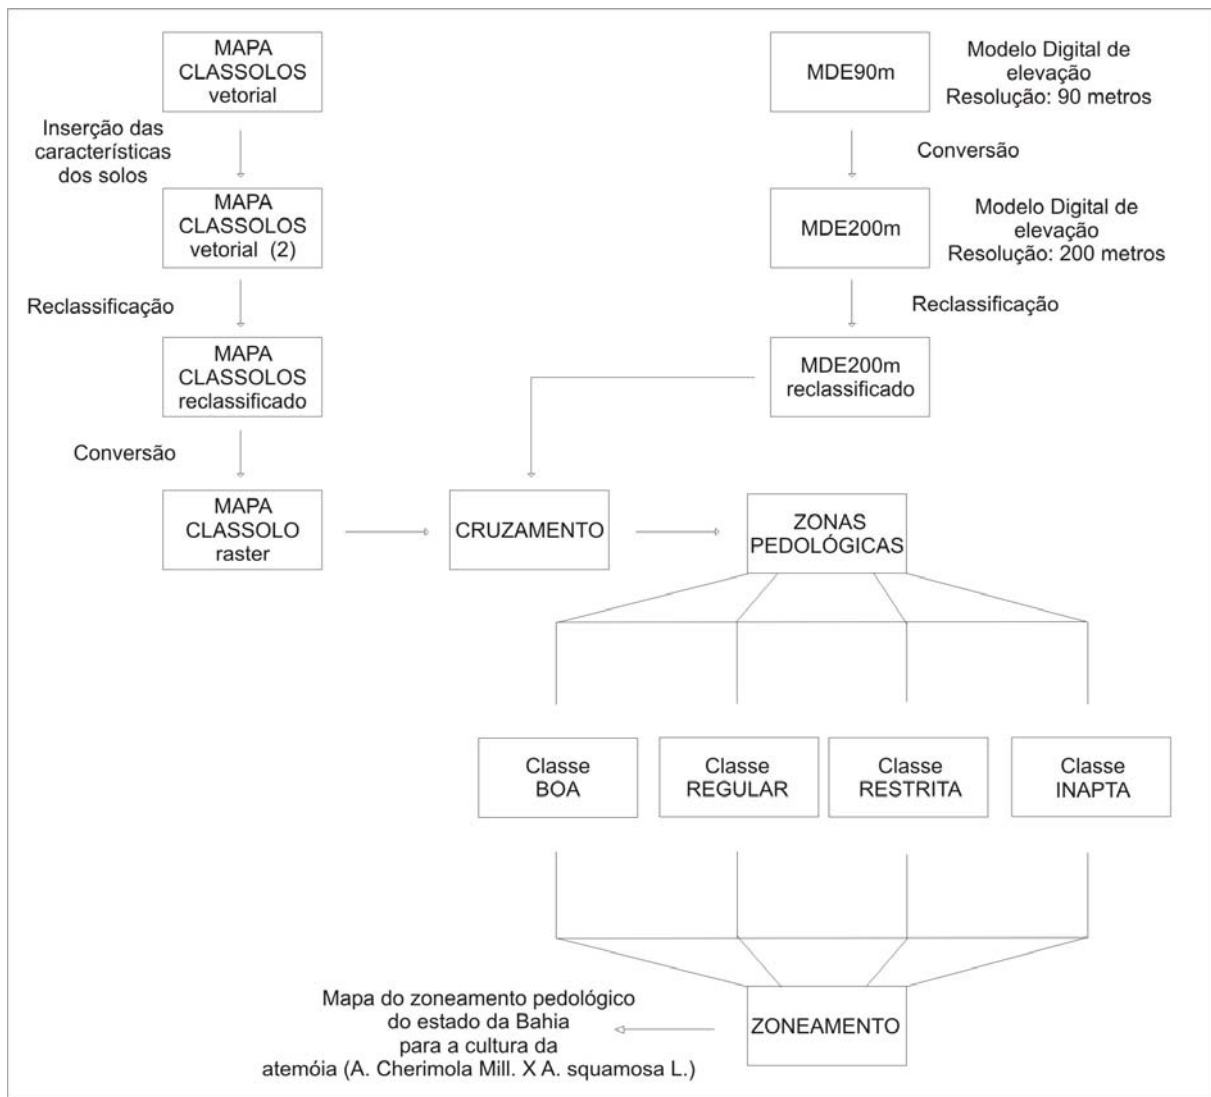 MAPA
CLASSOLOS
vetorial
Inserção das
características
dos solos
MAPA
CLASSOLOS
vetorial (2)
Reclassificação
MAPA
CLASSOLOS
reclassificado
Conversão
MAPA
CLASSOLO
raster
MDE90m
Modelo Digital de
elevação
Resolução: 90 metros
Conversão
MDE200m
Modelo Digital de
elevação
Resolução: 200 metros
Reclassificação
MDE200m
reclassificado
CRUZAMENTO
ZONAS
PEDOLÓGICAS
Classe
BOA
Classe
REGULAR
Classe
RESTRITA
Classe
INAPTA
ZONEAMENTO
Mapa do zoneamento pedológico
do estado da Bahia
para a cultura da
atemóia (A. Cherimola Mill. X A. squamosa L.)